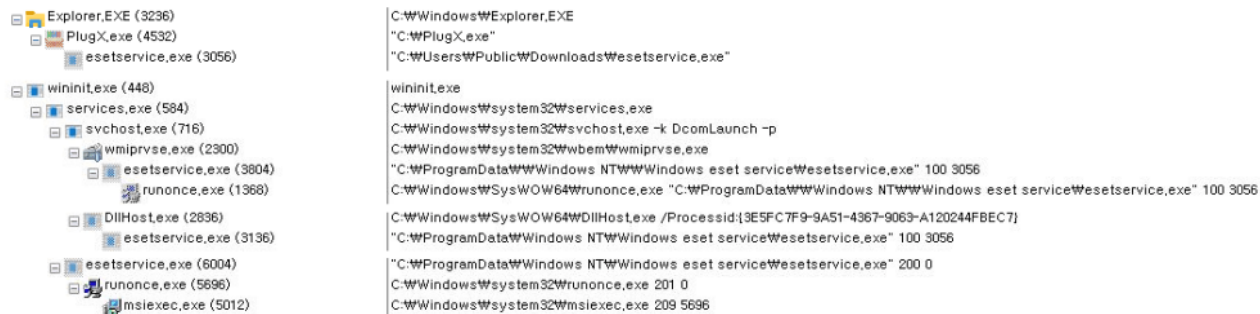 Explorer,EXE (3236) C:₩Windows₩Explorer,EXE
PlugX,exe (4532) "C:₩PlugX,exe"
esetservice,exe (3056) "C:₩Users₩Public₩Downloads₩esetservice,exe"
wininit,exe (448) wininit,exe
services,exe (584) C:₩Windows₩system32₩services,exe
svchost,exe (716) C:₩Windows₩system32₩svchost,exe -k DcomLaunch -p
wmiprvse,exe (2300) C:₩Windows₩system32₩wbem₩wmiprvse,exe
esetservice,exe (3804) "C:₩ProgramData₩₩Windows NT₩₩Windows eset service₩esetservice,exe" 100 3056
runonce,exe (1368) C:₩Windows₩SysWOW64₩runonce,exe "C:₩ProgramData₩₩Windows NT₩₩Windows eset service₩esetservice,exe" 100 3056
DllHost,exe (2836) C:₩Windows₩SysWOW64₩DllHost,exe /Processid:{3E5FC7F9-9A51-4367-9063-A120244FBEC7}
esetservice,exe (3136) "C:₩ProgramData₩Windows NT₩Windows eset service₩esetservice,exe" 100 3056
esetservice,exe (6004) "C:₩ProgramData₩Windows NT₩Windows eset service₩esetservice,exe" 200 0
runonce,exe (5696) C:₩Windows₩system32₩runonce,exe 201 0
msiexec,exe (5012) C:₩Windows₩system32₩msiexec,exe 209 5696